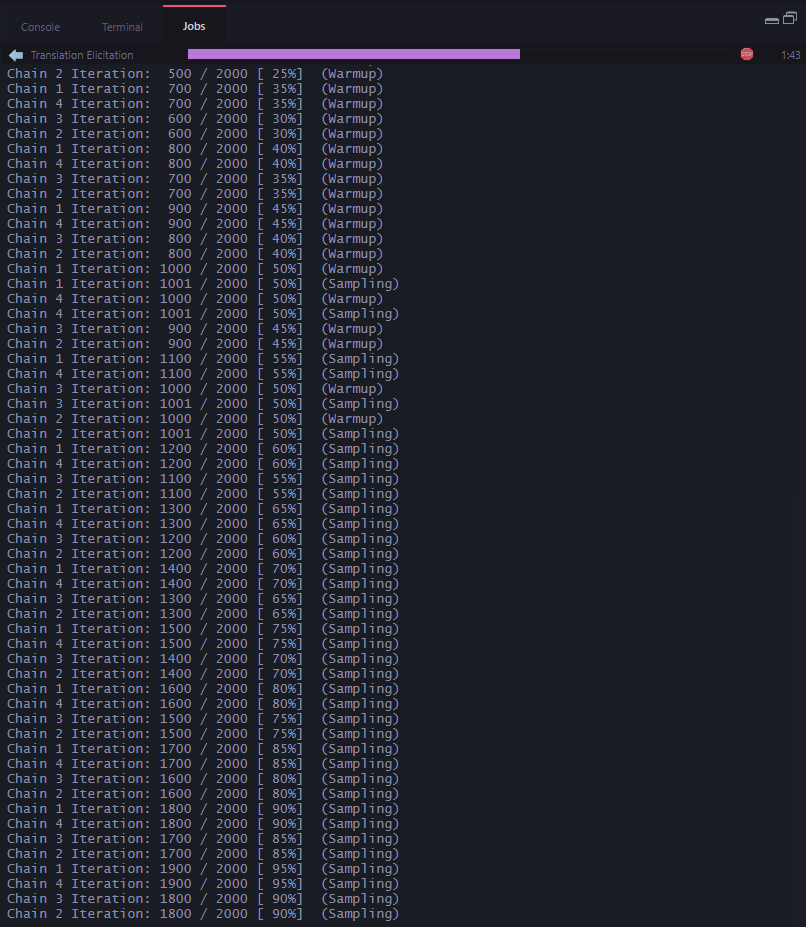 Console Terminal Jobs
Translation Elicitation STOP 1:43
Chain 2 Iteration:  500 / 2000 [ 25%]  (Warmup)
Chain 1 Iteration:  700 / 2000 [ 35%]  (Warmup)
Chain 4 Iteration:  700 / 2000 [ 35%]  (Warmup)
Chain 3 Iteration:  600 / 2000 [ 30%]  (Warmup)
Chain 2 Iteration:  600 / 2000 [ 30%]  (Warmup)
Chain 1 Iteration:  800 / 2000 [ 40%]  (Warmup)
Chain 4 Iteration:  800 / 2000 [ 40%]  (Warmup)
Chain 3 Iteration:  700 / 2000 [ 35%]  (Warmup)
Chain 2 Iteration:  700 / 2000 [ 35%]  (Warmup)
Chain 1 Iteration:  900 / 2000 [ 45%]  (Warmup)
Chain 4 Iteration:  900 / 2000 [ 45%]  (Warmup)
Chain 3 Iteration:  800 / 2000 [ 40%]  (Warmup)
Chain 2 Iteration:  800 / 2000 [ 40%]  (Warmup)
Chain 1 Iteration: 1000 / 2000 [ 50%]  (Warmup)
Chain 1 Iteration: 1001 / 2000 [ 50%]  (Sampling)
Chain 4 Iteration: 1000 / 2000 [ 50%]  (Warmup)
Chain 4 Iteration: 1001 / 2000 [ 50%]  (Sampling)
Chain 3 Iteration:  900 / 2000 [ 45%]  (Warmup)
Chain 2 Iteration:  900 / 2000 [ 45%]  (Warmup)
Chain 1 Iteration: 1100 / 2000 [ 55%]  (Sampling)
Chain 4 Iteration: 1100 / 2000 [ 55%]  (Sampling)
Chain 3 Iteration: 1000 / 2000 [ 50%]  (Warmup)
Chain 3 Iteration: 1001 / 2000 [ 50%]  (Sampling)
Chain 2 Iteration: 1000 / 2000 [ 50%]  (Warmup)
Chain 2 Iteration: 1001 / 2000 [ 50%]  (Sampling)
Chain 1 Iteration: 1200 / 2000 [ 60%]  (Sampling)
Chain 4 Iteration: 1200 / 2000 [ 60%]  (Sampling)
Chain 3 Iteration: 1100 / 2000 [ 55%]  (Sampling)
Chain 2 Iteration: 1100 / 2000 [ 55%]  (Sampling)
Chain 1 Iteration: 1300 / 2000 [ 65%]  (Sampling)
Chain 4 Iteration: 1300 / 2000 [ 65%]  (Sampling)
Chain 3 Iteration: 1200 / 2000 [ 60%]  (Sampling)
Chain 2 Iteration: 1200 / 2000 [ 60%]  (Sampling)
Chain 1 Iteration: 1400 / 2000 [ 70%]  (Sampling)
Chain 4 Iteration: 1400 / 2000 [ 70%]  (Sampling)
Chain 3 Iteration: 1300 / 2000 [ 65%]  (Sampling)
Chain 2 Iteration: 1300 / 2000 [ 65%]  (Sampling)
Chain 1 Iteration: 1500 / 2000 [ 75%]  (Sampling)
Chain 4 Iteration: 1500 / 2000 [ 75%]  (Sampling)
Chain 3 Iteration: 1400 / 2000 [ 70%]  (Sampling)
Chain 2 Iteration: 1400 / 2000 [ 70%]  (Sampling)
Chain 1 Iteration: 1600 / 2000 [ 80%]  (Sampling)
Chain 4 Iteration: 1600 / 2000 [ 80%]  (Sampling)
Chain 3 Iteration: 1500 / 2000 [ 75%]  (Sampling)
Chain 2 Iteration: 1500 / 2000 [ 75%]  (Sampling)
Chain 1 Iteration: 1700 / 2000 [ 85%]  (Sampling)
Chain 4 Iteration: 1700 / 2000 [ 85%]  (Sampling)
Chain 3 Iteration: 1600 / 2000 [ 80%]  (Sampling)
Chain 2 Iteration: 1600 / 2000 [ 80%]  (Sampling)
Chain 1 Iteration: 1800 / 2000 [ 90%]  (Sampling)
Chain 4 Iteration: 1800 / 2000 [ 90%]  (Sampling)
Chain 3 Iteration: 1700 / 2000 [ 85%]  (Sampling)
Chain 2 Iteration: 1700 / 2000 [ 85%]  (Sampling)
Chain 1 Iteration: 1900 / 2000 [ 95%]  (Sampling)
Chain 4 Iteration: 1900 / 2000 [ 95%]  (Sampling)
Chain 3 Iteration: 1800 / 2000 [ 90%]  (Sampling)
Chain 2 Iteration: 1800 / 2000 [ 90%]  (Sampling)